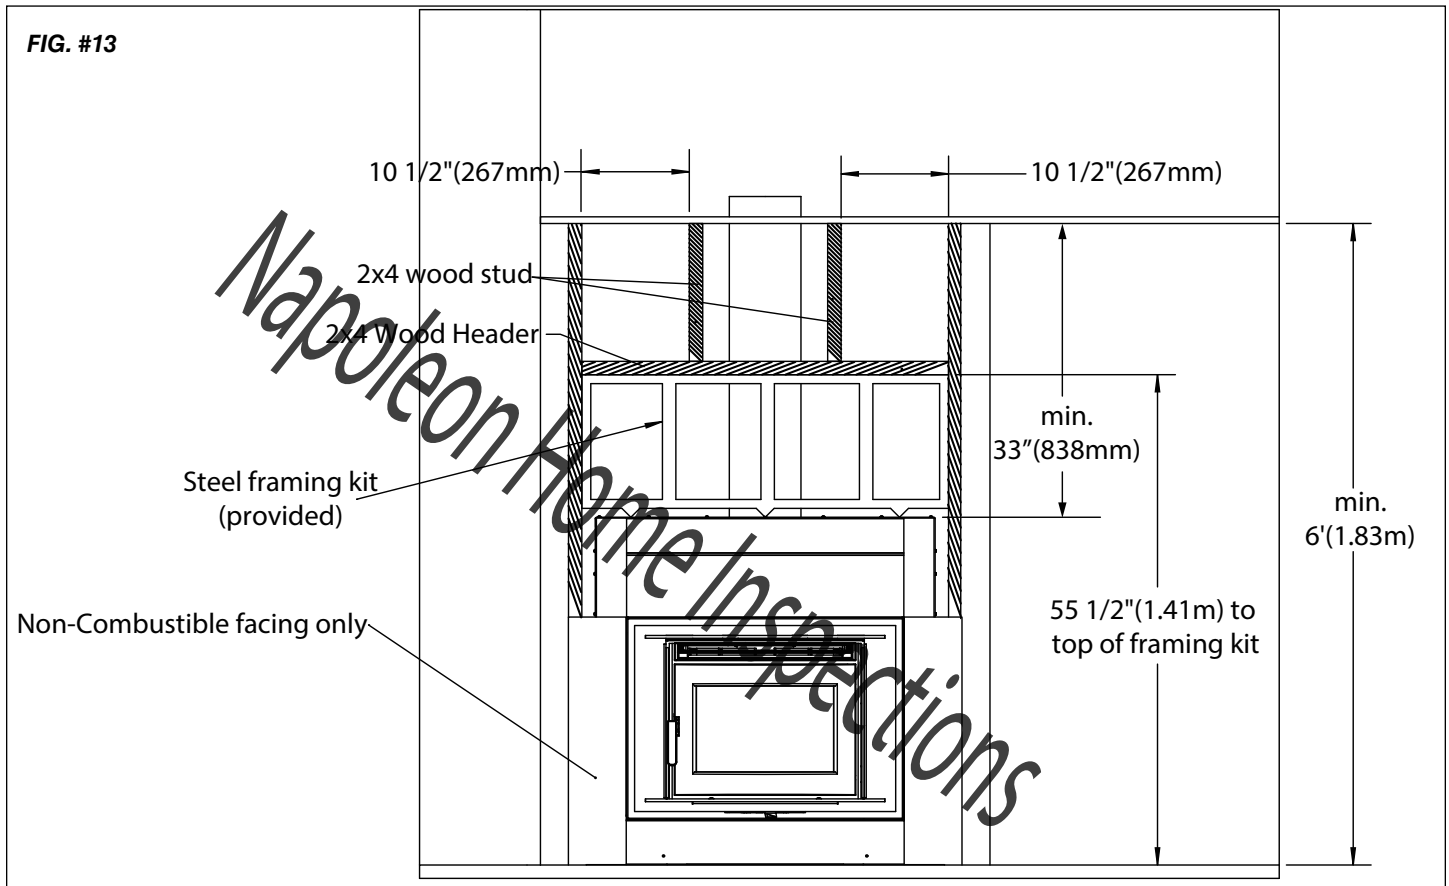 FIG. #13
10 1/2"(267mm)
10 1/2"(267mm)
2x4 wood stud
2x4 Wood Header
min.
33”(838mm)
Steel framing kit
(provided)
min.
6'(1.83m)
55 1/2"(1.41m) to
top of framing kit
Non-Combustible facing only
Napoleon Home Inspections